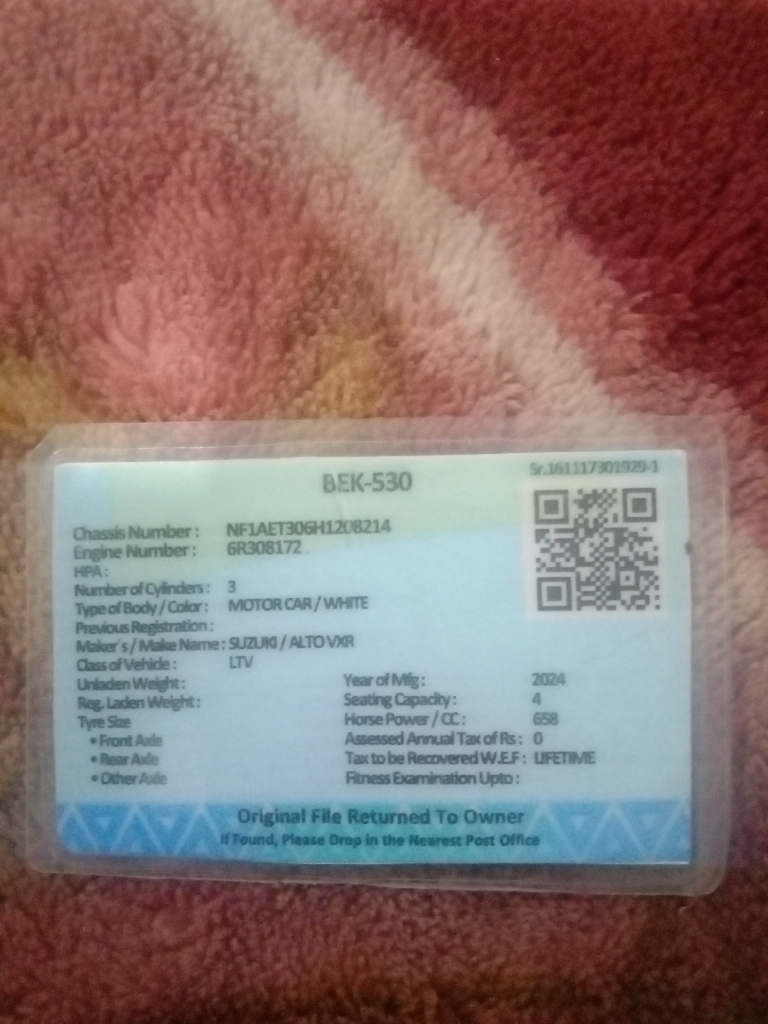 BEK-530
Sr.161117301929-1
Chassis Number : NF1AET306H1208214
Engine Number : 6R308172
HPA :
Number of Cylinders : 3
Type of Body / Color : MOTOR CAR / WHITE
Previous Registration :
Maker's / Make Name : SUZUKI / ALTO VXR
Class of Vehicle : LTV
Unladen Weight : Year of Mfg : 2024
Reg. Laden Weight : Seating Capacity : 4
Tyre Size Horse Power / CC : 658
• Front Axle Assessed Annual Tax of Rs : 0
• Rear Axle Tax to be Recovered W.E.F : LIFETIME
• Other Axle Fitness Examination Upto :
Original File Returned To Owner
If Found, Please Drop in the Nearest Post Office